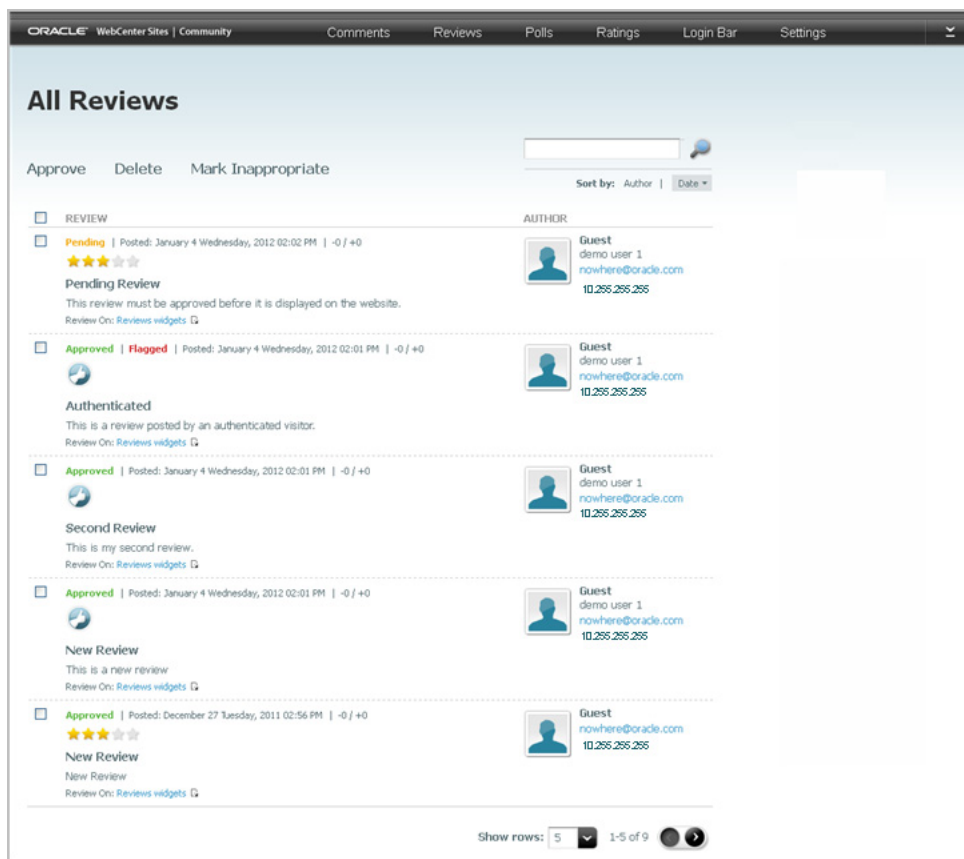 ORACLE WebCenter Sites | Community Comments Reviews Polls Ratings Login Bar Settings
All Reviews
Approve Delete Mark Inappropriate
Sort by: Author | Date
REVIEW AUTHOR
Pending | Posted: January 4 Wednesday, 2012 02:02 PM | -0 / +0
Pending Review
This review must be approved before it is displayed on the website.
Review On: Reviews widgets
Guest
demo user 1
nowhere@oracle.com
10.255.255.255
Approved | Flagged | Posted: January 4 Wednesday, 2012 02:01 PM | -0 / +0
Authenticated
This is a review posted by an authenticated visitor.
Review On: Reviews widgets
Guest
demo user 1
nowhere@oracle.com
10.255.255.255
Approved | Posted: January 4 Wednesday, 2012 02:01 PM | -0 / +0
Second Review
This is my second review.
Review On: Reviews widgets
Guest
demo user 1
nowhere@oracle.com
10.255.255.255
Approved | Posted: January 4 Wednesday, 2012 02:01 PM | -0 / +0
New Review
This is a new review
Review On: Reviews widgets
Guest
demo user 1
nowhere@oracle.com
10.255.255.255
Approved | Posted: December 27 Tuesday, 2011 02:56 PM | -0 / +0
New Review
New Review
Review On: Reviews widgets
Guest
nowhere@oracle.com
10.255.255.255
Show rows: 5 1-5 of 9